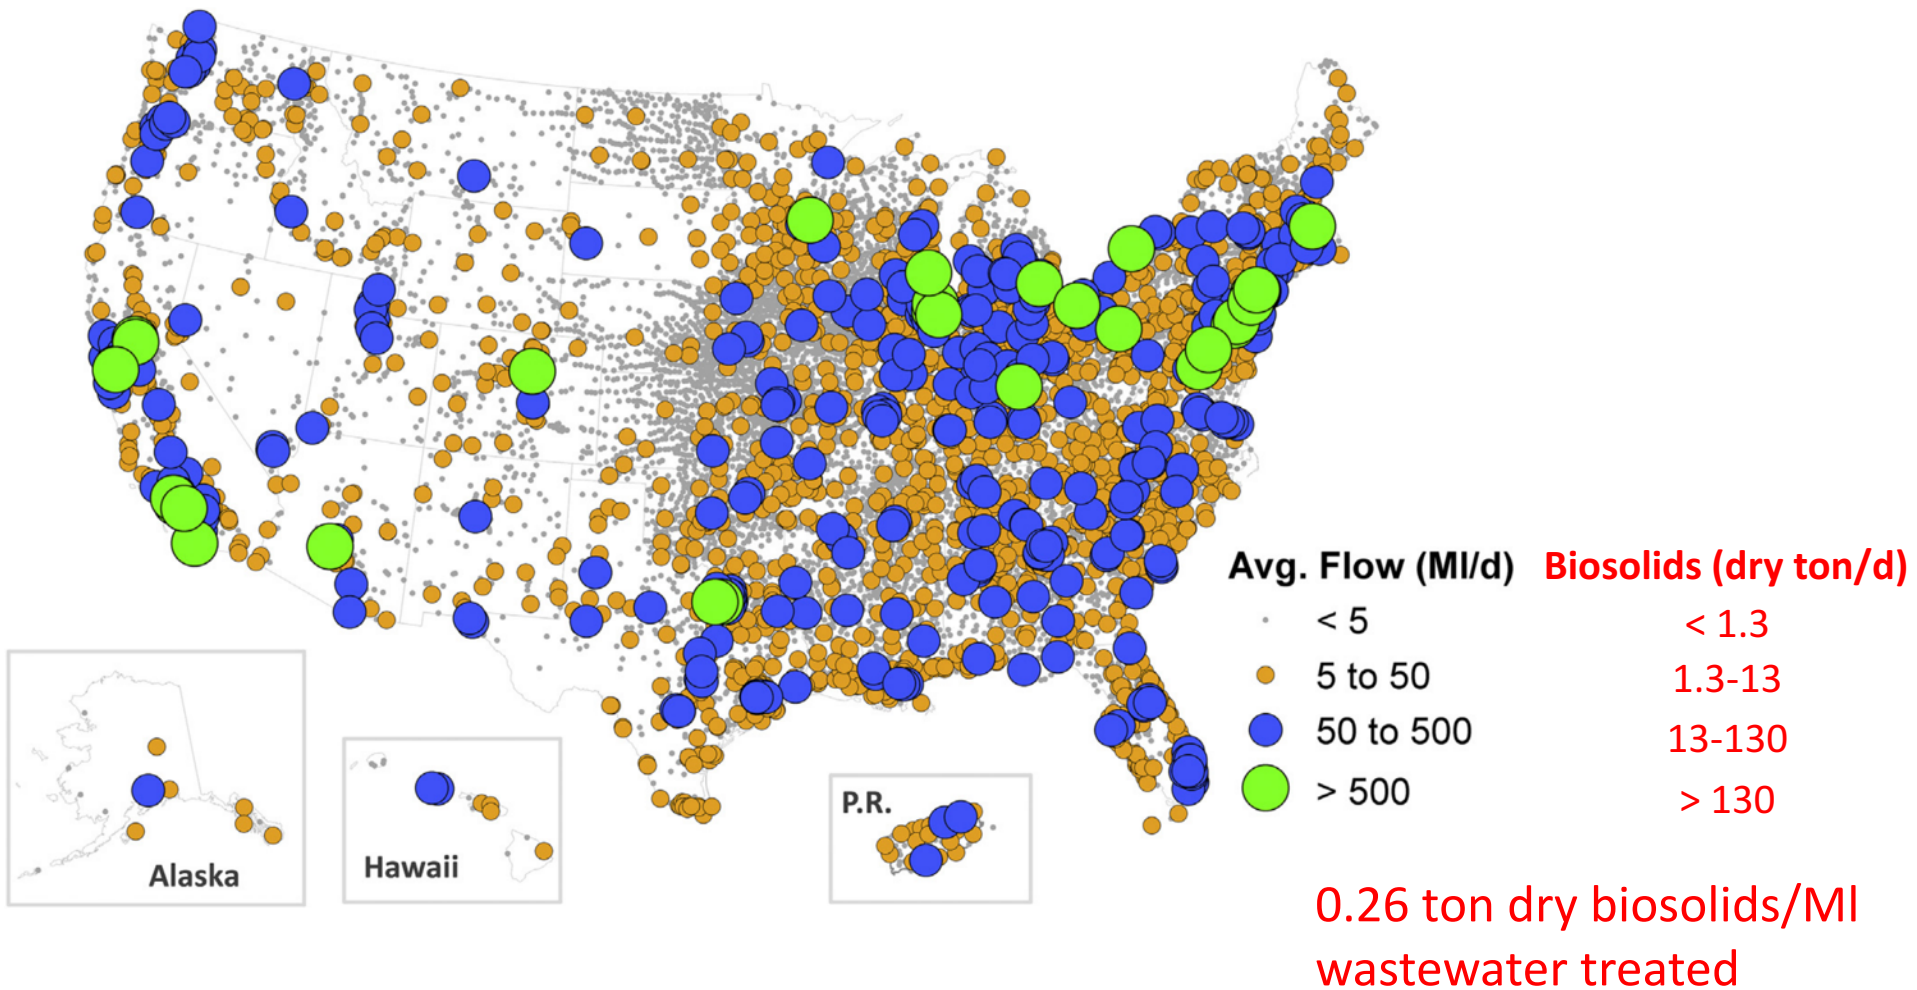 Avg. Flow (Ml/d) Biosolids (dry ton/d)
< 5 < 1.3
5 to 50 1.3-13
50 to 500 13-130
> 500 > 130
P.R.
Alaska
Hawaii
0.26 ton dry biosolids/Ml
wastewater treated